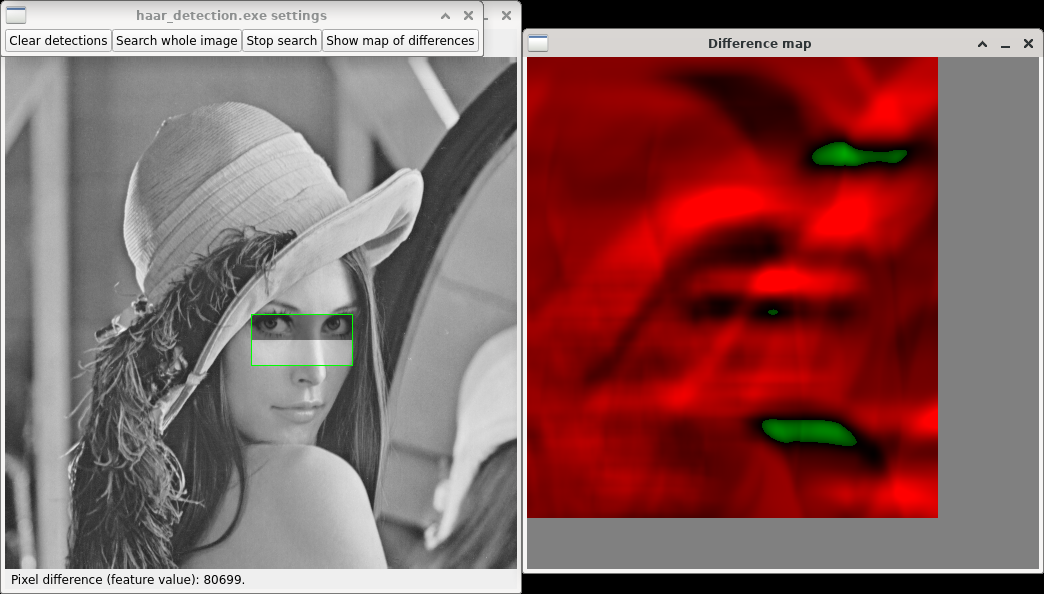 haar_detection.exe settings
Clear detections Search whole image Stop search Show map of differences
Difference map
Pixel difference (feature value): 80699.